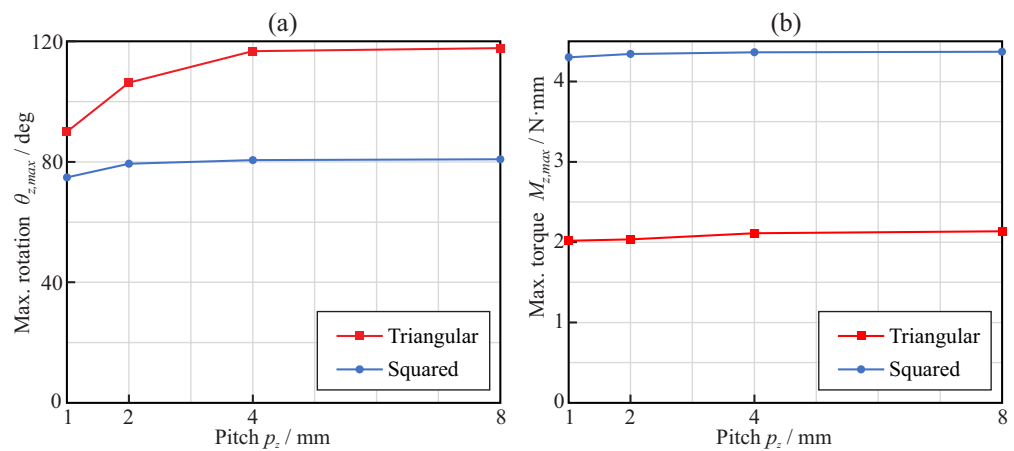 (a)
120
80
40
0
Max. rotation θz,max / deg
Triangular
Squared
1 2 4 8
Pitch pz / mm
(b)
4
3
2
1
0
Max. torque Mz,max / N·mm
Triangular
Squared
1 2 4 8
Pitch pz / mm